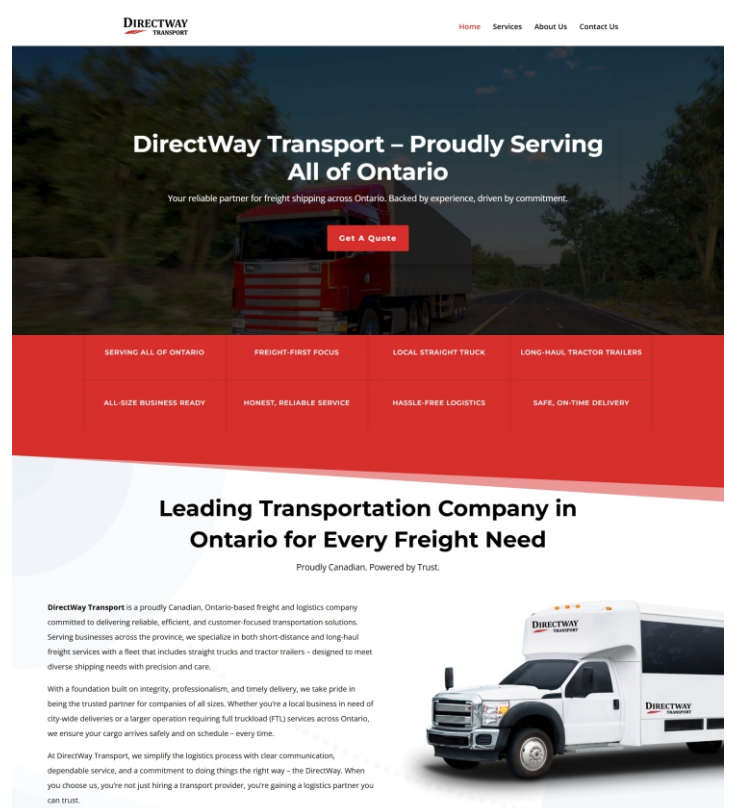 DIRECTWAY
TRANSPORT
Home Services About Us Contact Us
DirectWay Transport – Proudly Serving
All of Ontario
Your reliable partner for freight shipping across Ontario. Backed by experience, driven by commitment.
Get A Quote
SERVING ALL OF ONTARIO FREIGHT-FIRST FOCUS LOCAL STRAIGHT TRUCK LONG-HAUL TRACTOR TRAILERS
ALL-SIZE BUSINESS READY HONEST, RELIABLE SERVICE HASSLE-FREE LOGISTICS SAFE, ON-TIME DELIVERY
Leading Transportation Company in
Ontario for Every Freight Need
Proudly Canadian. Powered by Trust.
DirectWay Transport is a proudly Canadian, Ontario-based freight and logistics company
committed to delivering reliable, efficient, and customer-focused transportation solutions.
Serving businesses across the province, we specialize in both short-distance and long-haul
freight services with a fleet that includes straight trucks and tractor trailers – designed to meet
diverse shipping needs with precision and care.
With a foundation built on integrity, professionalism, and timely delivery, we take pride in
being the trusted partner for companies of all sizes. Whether you're a local business in need of
city-wide deliveries or a larger operation requiring full truckload (FTL) services across Ontario,
we ensure your cargo arrives safely and on schedule – every time.
At DirectWay Transport, we simplify the logistics process with clear communication,
dependable service, and a commitment to doing things the right way – the DirectWay. When
you choose us, you're not just hiring a transport provider, you're gaining a logistics partner you
can trust.
DIRECTWAY
TRANSPORT
DIRECTWAY
TRANSPORT